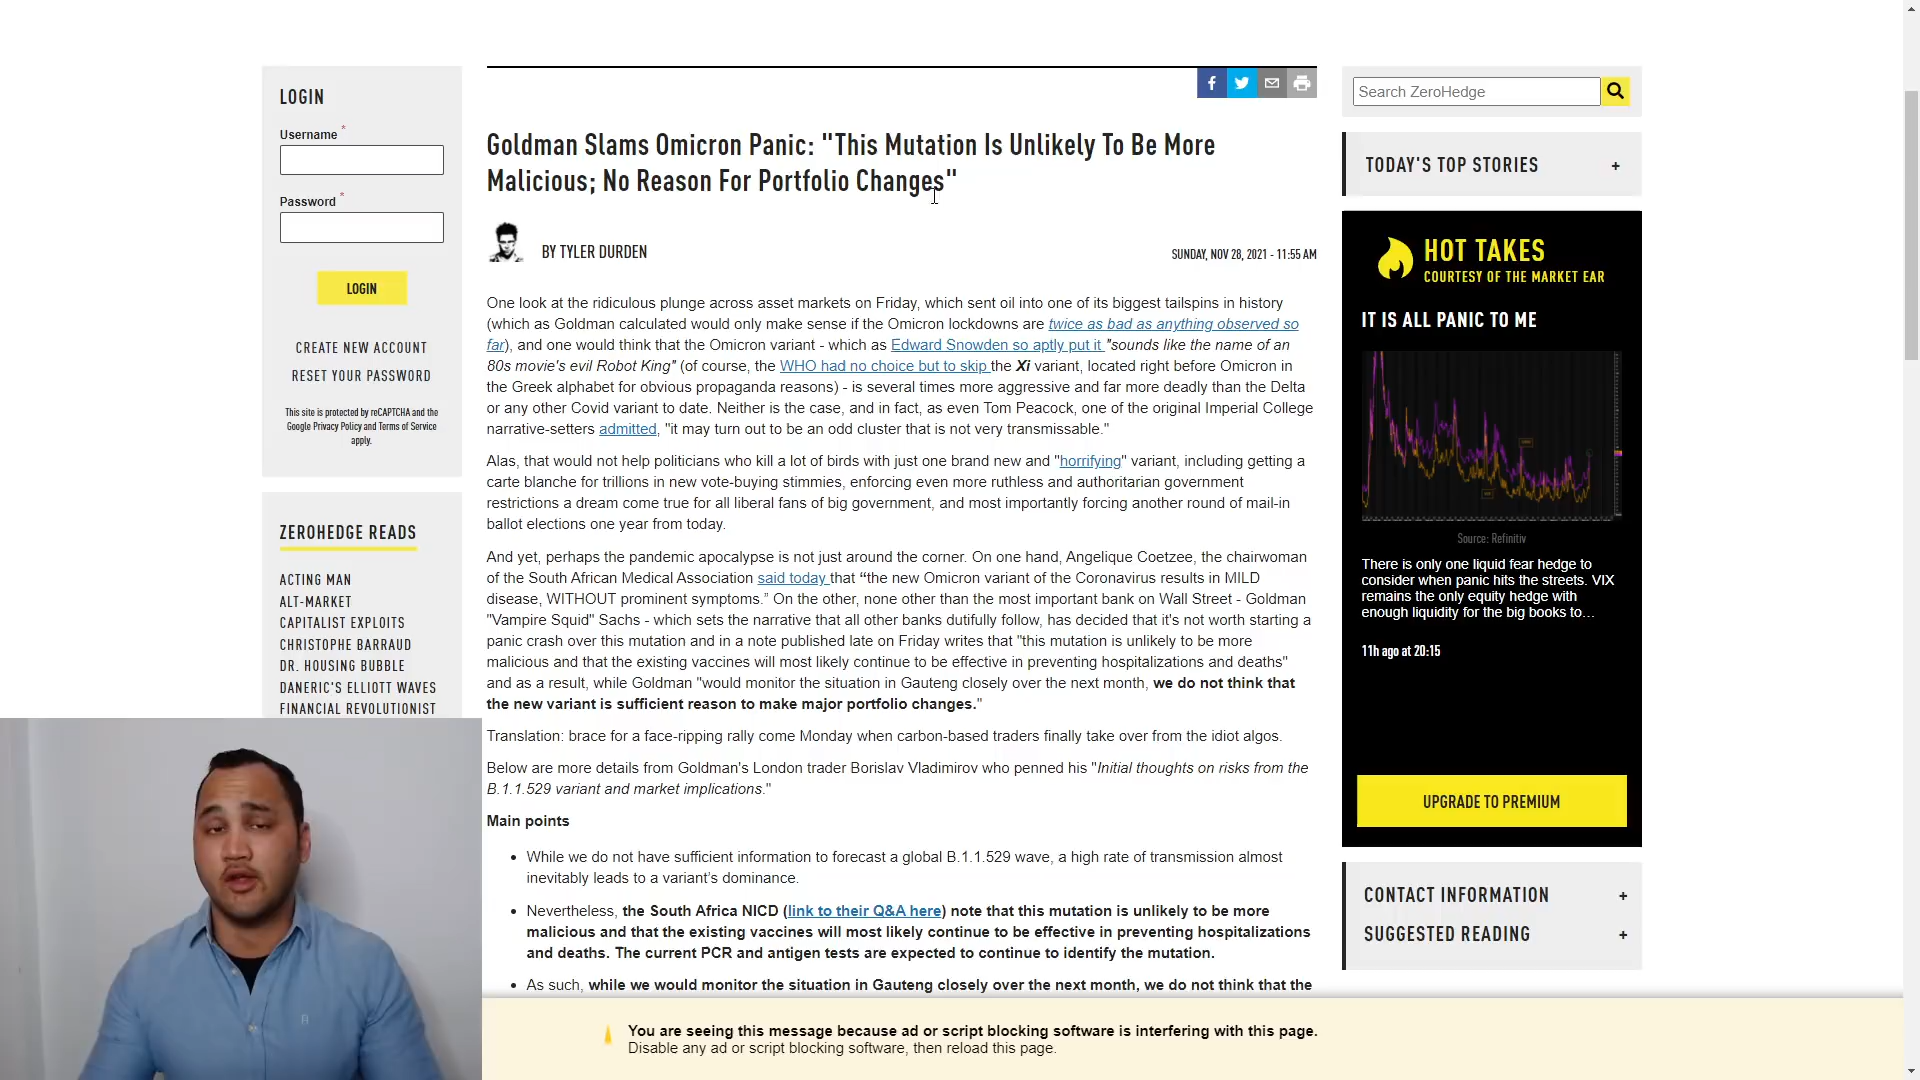 LOGIN
Username *
Password *
LOGIN
CREATE NEW ACCOUNT
RESET YOUR PASSWORD
This site is protected by reCAPTCHA and the
Google Privacy Policy and Terms of Service
apply.
ZEROHEDGE READS
ACTING MAN
ALT-MARKET
CAPITALIST EXPLOITS
CHRISTOPHE BARRAUD
DR. HOUSING BUBBLE
DANERIC'S ELLIOTT WAVES
FINANCIAL REVOLUTIONIST
Goldman Slams Omicron Panic: "This Mutation Is Unlikely To Be More
Malicious; No Reason For Portfolio Changes"
BY TYLER DURDEN
SUNDAY, NOV 28, 2021 - 11:55 AM
One look at the ridiculous plunge across asset markets on Friday, which sent oil into one of its biggest tailspins in history
(which as Goldman calculated would only make sense if the Omicron lockdowns are twice as bad as anything observed so
far), and one would think that the Omicron variant - which as Edward Snowden so aptly put it "sounds like the name of an
80s movie's evil Robot King" (of course, the WHO had no choice but to skip the Xi variant, located right before Omicron in
the Greek alphabet for obvious propaganda reasons) - is several times more aggressive and far more deadly than the Delta
or any other Covid variant to date. Neither is the case, and in fact, as even Tom Peacock, one of the original Imperial College
narrative-setters admitted, "it may turn out to be an odd cluster that is not very transmissable."
Alas, that would not help politicians who kill a lot of birds with just one brand new and "horrifying" variant, including getting a
carte blanche for trillions in new vote-buying stimmies, enforcing even more ruthless and authoritarian government
restrictions a dream come true for all liberal fans of big government, and most importantly forcing another round of mail-in
ballot elections one year from today.
And yet, perhaps the pandemic apocalypse is not just around the corner. On one hand, Angelique Coetzee, the chairwoman
of the South African Medical Association said today that “the new Omicron variant of the Coronavirus results in MILD
disease, WITHOUT prominent symptoms.” On the other, none other than the most important bank on Wall Street - Goldman
"Vampire Squid" Sachs - which sets the narrative that all other banks dutifully follow, has decided that it's not worth starting a
panic crash over this mutation and in a note published late on Friday writes that "this mutation is unlikely to be more
malicious and that the existing vaccines will most likely continue to be effective in preventing hospitalizations and deaths"
and as a result, while Goldman "would monitor the situation in Gauteng closely over the next month, we do not think that
the new variant is sufficient reason to make major portfolio changes."
Translation: brace for a face-ripping rally come Monday when carbon-based traders finally take over from the idiot algos.
Below are more details from Goldman's London trader Borislav Vladimirov who penned his "Initial thoughts on risks from the
B.1.1.529 variant and market implications."
Main points
• While we do not have sufficient information to forecast a global B.1.1.529 wave, a high rate of transmission almost
inevitably leads to a variant’s dominance.
• Nevertheless, the South Africa NICD (link to their Q&A here) note that this mutation is unlikely to be more
malicious and that the existing vaccines will most likely continue to be effective in preventing hospitalizations
and deaths. The current PCR and antigen tests are expected to continue to identify the mutation.
• As such, while we would monitor the situation in Gauteng closely over the next month, we do not think that the
Search ZeroHedge
TODAY'S TOP STORIES +
HOT TAKES
COURTESY OF THE MARKET EAR
IT IS ALL PANIC TO ME
Source: Refinitiv
There is only one liquid fear hedge to
consider when panic hits the streets. VIX
remains the only equity hedge with
enough liquidity for the big books to...
11h ago at 20:15
UPGRADE TO PREMIUM
CONTACT INFORMATION +
SUGGESTED READING +
You are seeing this message because ad or script blocking software is interfering with this page.
Disable any ad or script blocking software, then reload this page.